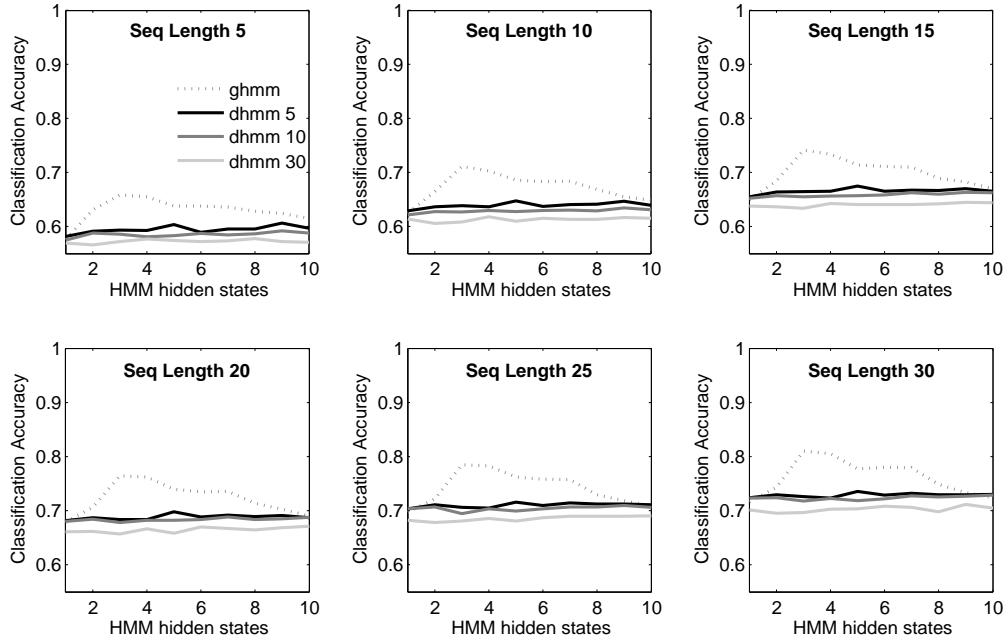 Seq Length 5
Classification Accuracy
1
0.9
0.8
0.7
0.6
ghmm
dhmm 5
dhmm 10
dhmm 30
2 4 6 8 10
HMM hidden states
Seq Length 10
Classification Accuracy
1
0.9
0.8
0.7
0.6
2 4 6 8 10
HMM hidden states
Seq Length 15
Classification Accuracy
1
0.9
0.8
0.7
0.6
2 4 6 8 10
HMM hidden states
Seq Length 20
Classification Accuracy
1
0.9
0.8
0.7
0.6
2 4 6 8 10
HMM hidden states
Seq Length 25
Classification Accuracy
1
0.9
0.8
0.7
0.6
2 4 6 8 10
HMM hidden states
Seq Length 30
Classification Accuracy
1
0.9
0.8
0.7
0.6
2 4 6 8 10
HMM hidden states